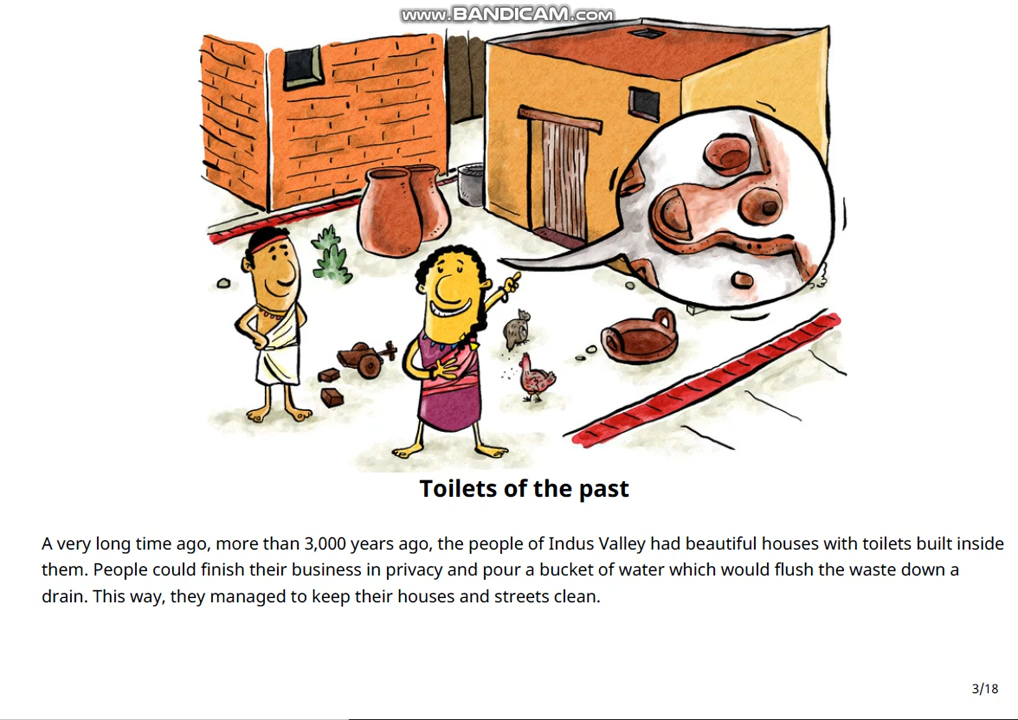 www.BANDICAM.com
Toilets of the past
A very long time ago, more than 3,000 years ago, the people of Indus Valley had beautiful houses with toilets built inside
them. People could finish their business in privacy and pour a bucket of water which would flush the waste down a
drain. This way, they managed to keep their houses and streets clean.
3/18